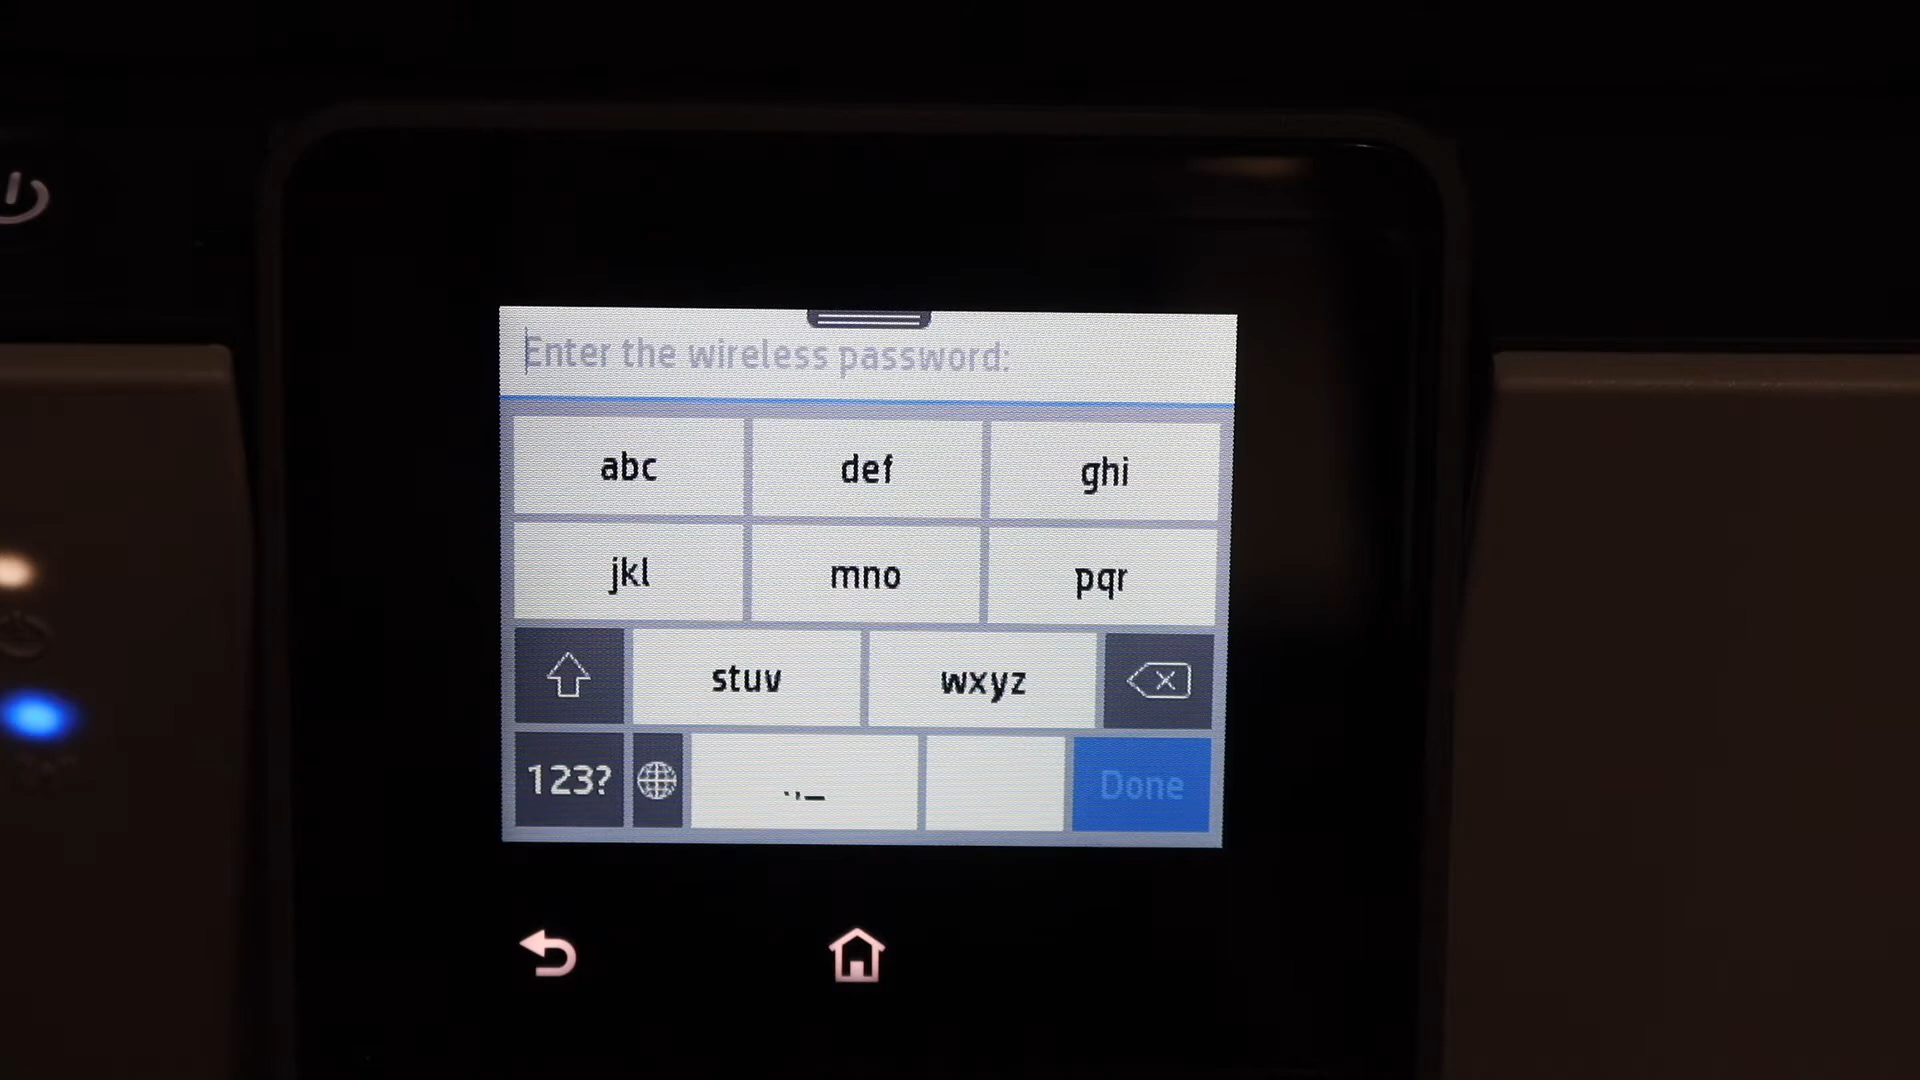 Enter the wireless password:
abc def ghi
jkl mno pqr
stuv wxyz
123? .,_ Done